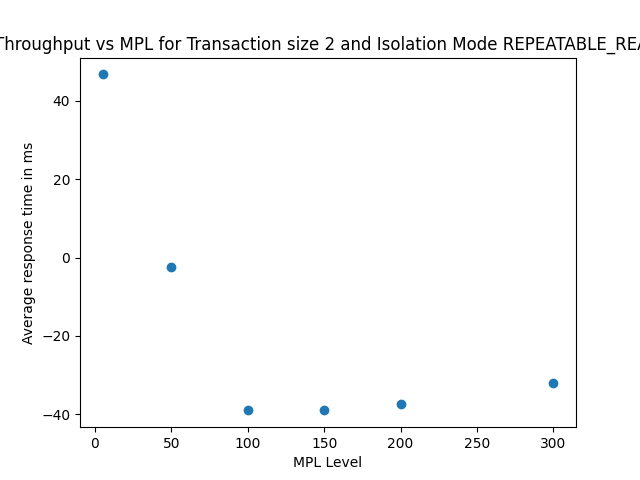 Throughput vs MPL for Transaction size 2 and Isolation Mode REPEATABLE_REA
40
20
0
−20
−40
Average response time in ms
0 50 100 150 200 250 300
MPL Level